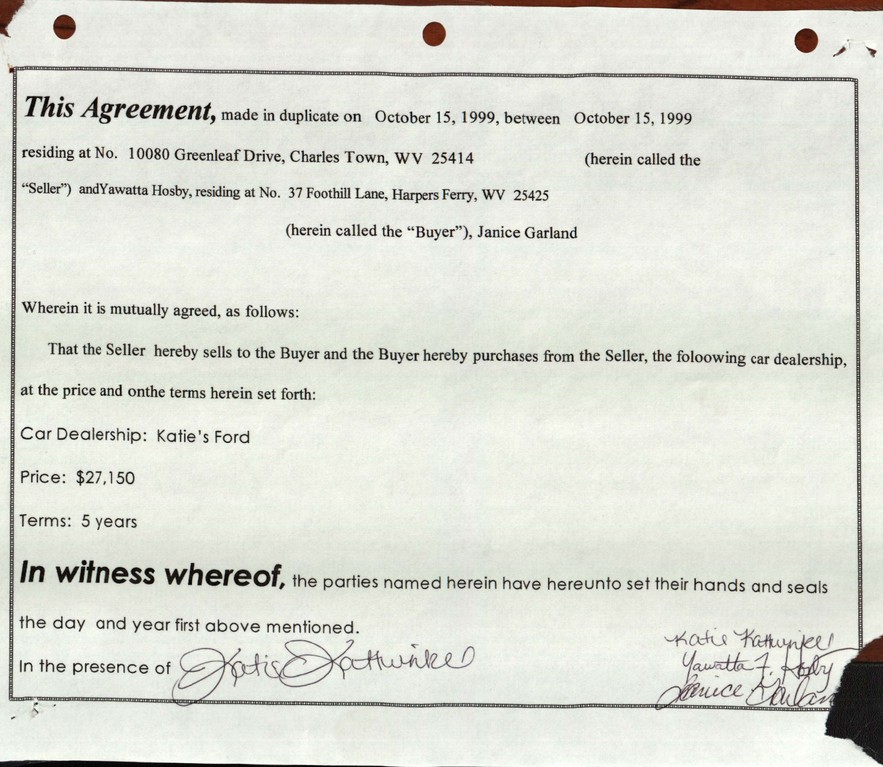 This Agreement, made in duplicate on October 15, 1999, between October 15, 1999
residing at No. 10080 Greenleaf Drive, Charles Town, WV 25414 (herein called the
“Seller”) andYawatta Hosby, residing at No. 37 Foothill Lane, Harpers Ferry, WV 25425
(herein called the “Buyer”), Janice Garland
Wherein it is mutually agreed, as follows:
That the Seller hereby sells to the Buyer and the Buyer hereby purchases from the Seller, the foloowing car dealership,
at the price and onthe terms herein set forth:
Car Dealership: Katie's Ford
Price: $27,150
Terms: 5 years
In witness whereof, the parties named herein have hereunto set their hands and seals
the day and year first above mentioned.
In the presence of Katie Kathwinkel
Katie Kathwinkel
Yawatta F. Hosby
Janice Garland